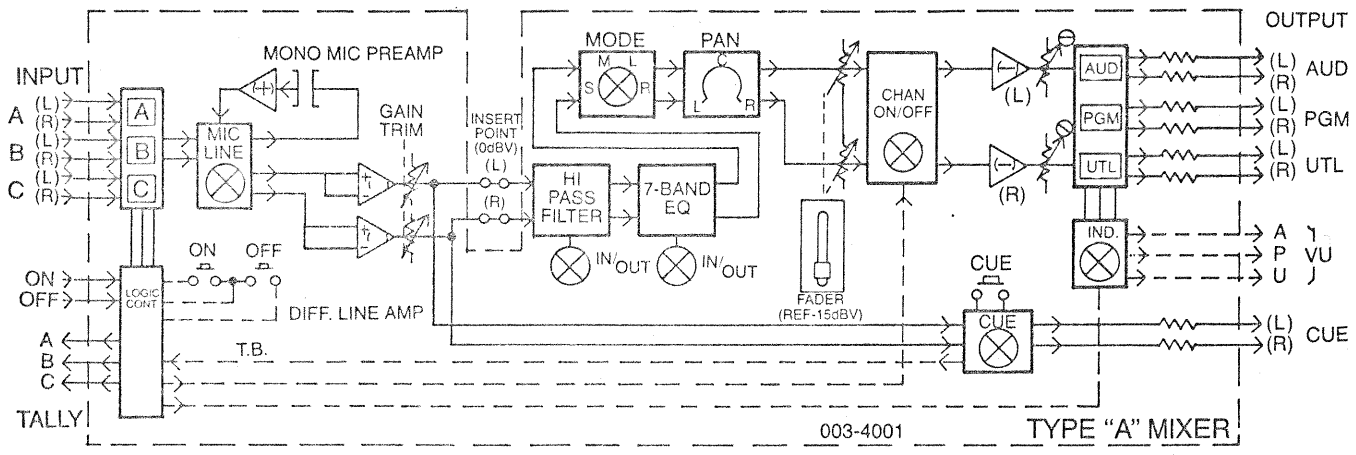 OUTPUT
INPUT
MONO MIC PREAMP
MODE
PAN
A (L)
(R)
B (L)
(R)
C (L)
(R)
A
B
C
MIC
LINE
GAIN
TRIM
INSERT
POINT
(0dBV)
(L)
(R)
HI
PASS
FILTER
7-BAND
EQ
IN/OUT
IN/OUT
M L
S R
C
L R
CHAN
ON/OFF
(L)
(R)
AUD
PGM
UTL
(L)
(R) AUD
(L)
(R) PGM
(L)
(R) UTL
IND.
A
P VU
U
ON
OFF
LOGIC
CONT
ON OFF
DIFF. LINE AMP
FADER
(REF-15dBV)
CUE
CUE
(L)
(R) CUE
A
B
C
T.B.
TALLY
003-4001
TYPE "A" MIXER